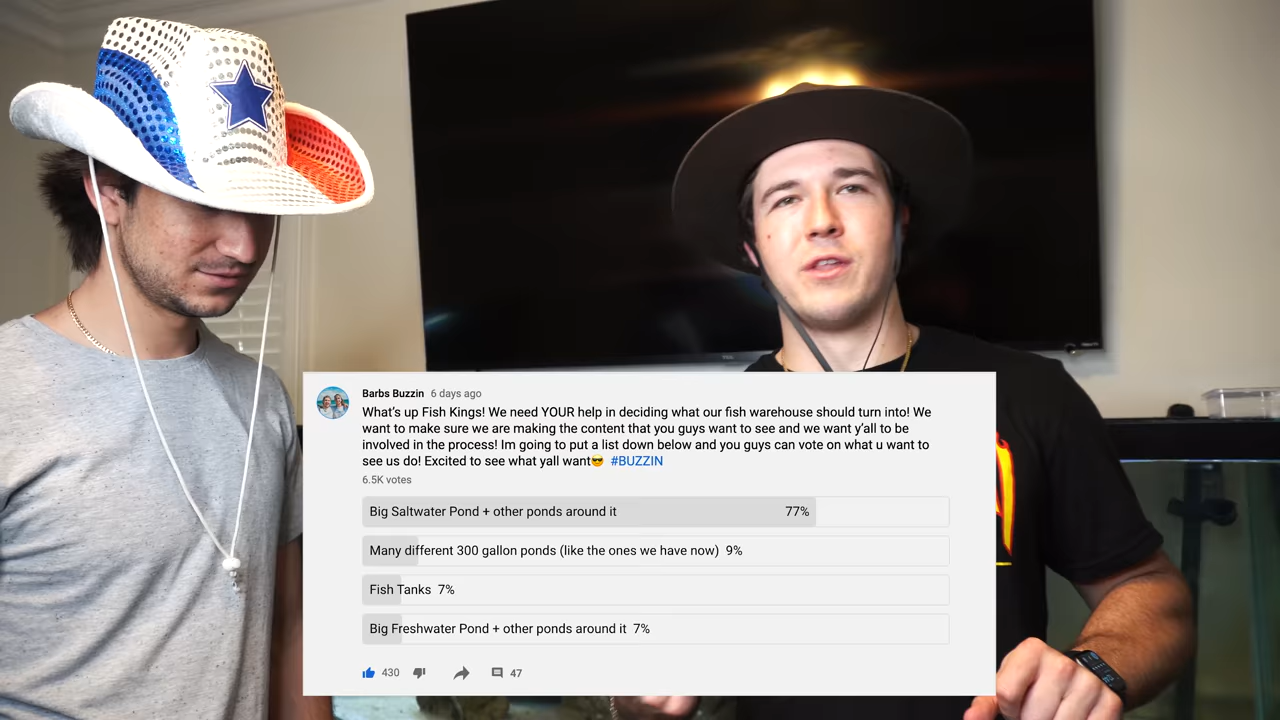 Barbs Buzzin 6 days ago
What's up Fish Kings! We need YOUR help in deciding what our fish warehouse should turn into! We
want to make sure we are making the content that you guys want to see and we want y'all to be
involved in the process! Im going to put a list down below and you guys can vote on what u want to
see us do! Excited to see what yall want😎 #BUZZIN
6.5K votes
Big Saltwater Pond + other ponds around it 77%
Many different 300 gallon ponds (like the ones we have now) 9%
Fish Tanks 7%
Big Freshwater Pond + other ponds around it 7%
430 47